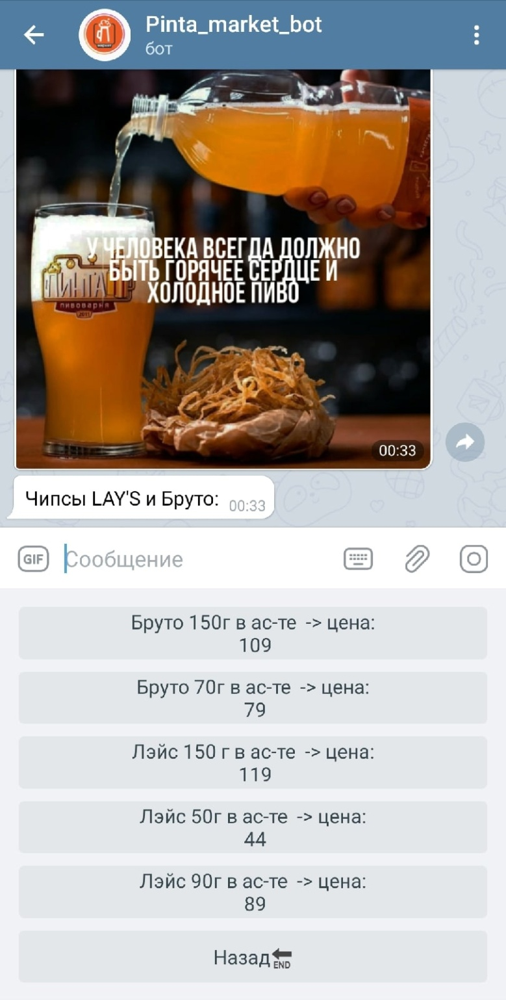 Pinta_market_bot
бот
У ЧЕЛОВЕКА ВСЕГДА ДОЛЖНО
БЫТЬ ГОРЯЧЕЕ СЕРДЦЕ И
ХОЛОДНОЕ ПИВО
ПИНТА
пивоварня
2011
00:33
Чипсы LAY'S и Бруто: 00:33
GIF Сообщение
Бруто 150г в ас-те -> цена:
109
Бруто 70г в ас-те -> цена:
79
Лэйс 150 г в ас-те -> цена:
119
Лэйс 50г в ас-те -> цена:
44
Лэйс 90г в ас-те -> цена:
89
Назад🔚